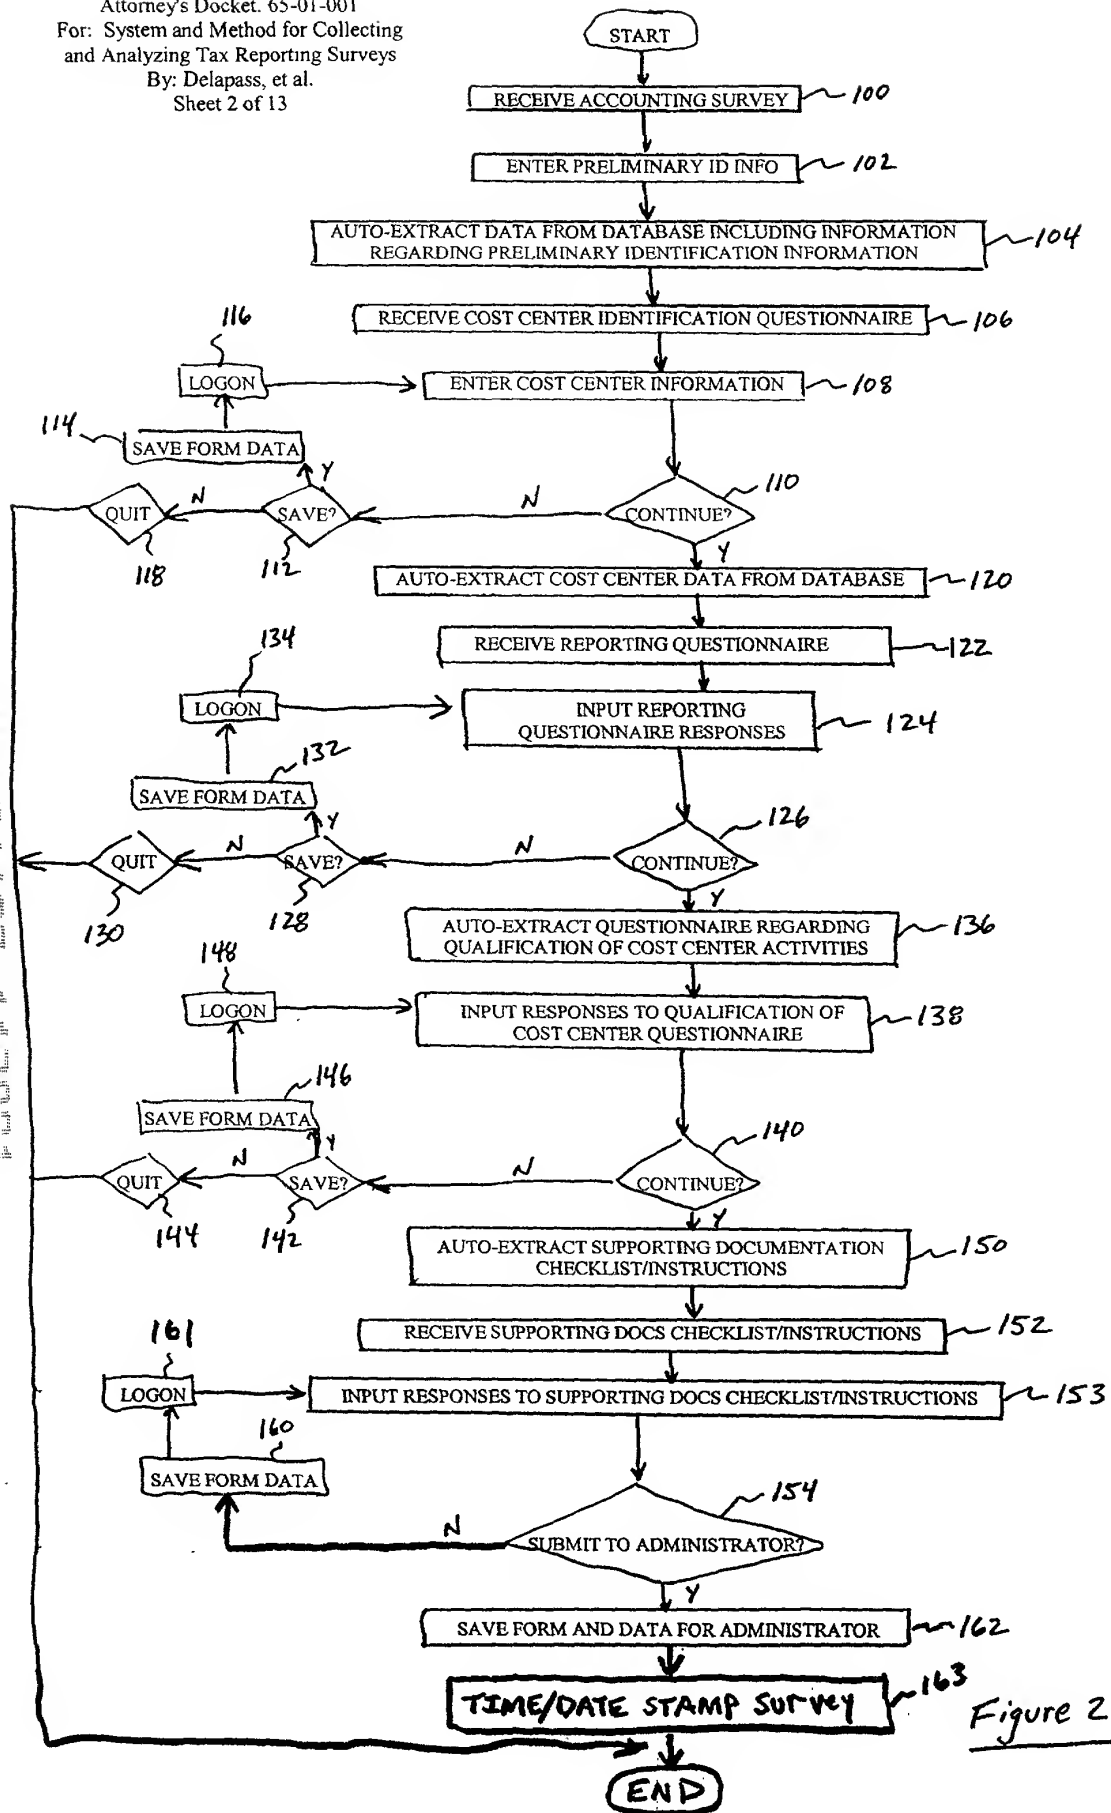 Attorney's Docket. 65-01-001
For: System and Method for Collecting
and Analyzing Tax Reporting Surveys
By: Delapass, et al.
Sheet 2 of 13
START
RECEIVE ACCOUNTING SURVEY
100
ENTER PRELIMINARY ID INFO
102
AUTO-EXTRACT DATA FROM DATABASE INCLUDING INFORMATION
REGARDING PRELIMINARY IDENTIFICATION INFORMATION
104
RECEIVE COST CENTER IDENTIFICATION QUESTIONNAIRE
106
116
LOGON
ENTER COST CENTER INFORMATION
108
114
SAVE FORM DATA
Y
110
QUIT
N
SAVE?
N
CONTINUE?
118
112
Y
AUTO-EXTRACT COST CENTER DATA FROM DATABASE
120
RECEIVE REPORTING QUESTIONNAIRE
122
134
LOGON
INPUT REPORTING
QUESTIONNAIRE RESPONSES
124
132
SAVE FORM DATA
Y
126
QUIT
N
SAVE?
N
CONTINUE?
130
128
Y
AUTO-EXTRACT QUESTIONNAIRE REGARDING
QUALIFICATION OF COST CENTER ACTIVITIES
136
148
LOGON
INPUT RESPONSES TO QUALIFICATION OF
COST CENTER QUESTIONNAIRE
138
146
SAVE FORM DATA
Y
140
QUIT
N
SAVE?
N
CONTINUE?
144
142
Y
AUTO-EXTRACT SUPPORTING DOCUMENTATION
CHECKLIST/INSTRUCTIONS
150
RECEIVE SUPPORTING DOCS CHECKLIST/INSTRUCTIONS
152
161
LOGON
INPUT RESPONSES TO SUPPORTING DOCS CHECKLIST/INSTRUCTIONS
153
160
SAVE FORM DATA
154
N
SUBMIT TO ADMINISTRATOR?
Y
SAVE FORM AND DATA FOR ADMINISTRATOR
162
TIME/DATE STAMP SUrvey
163
Figure 2
END